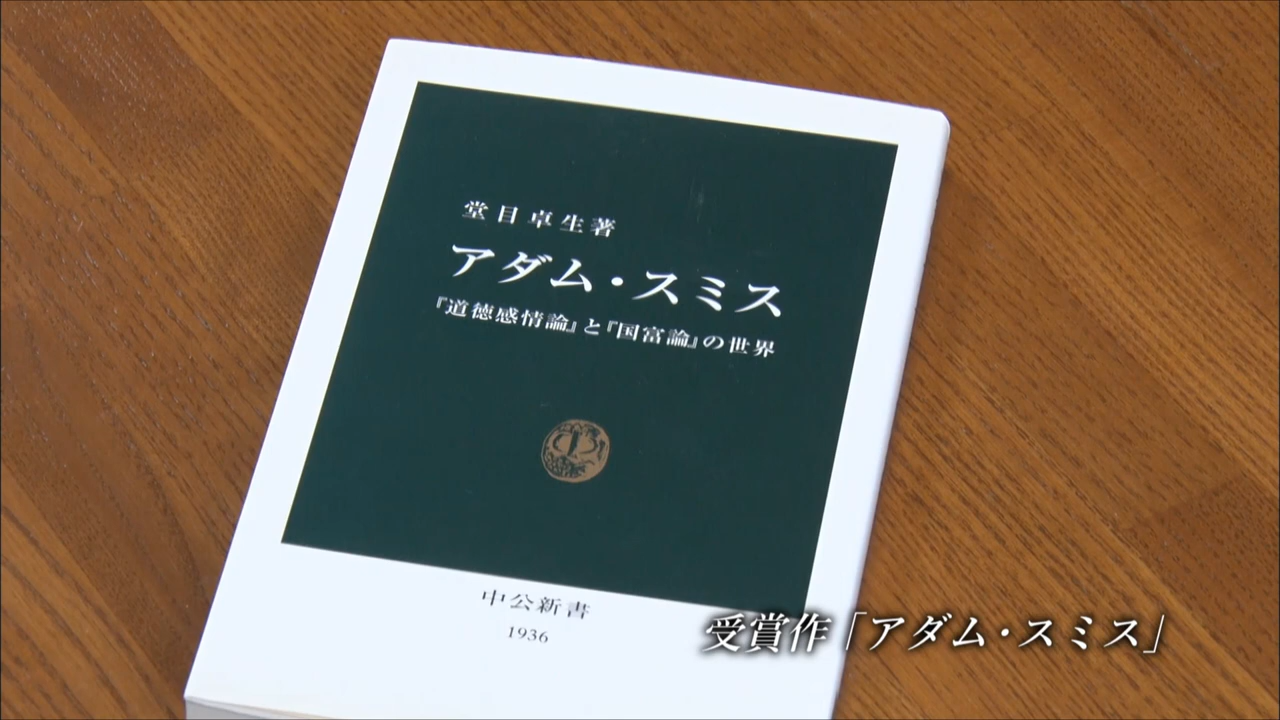 堂目卓生著
アダム・スミス
『道徳感情論』と『国富論』の世界
中公新書
1936
受賞作「アダム・スミス」